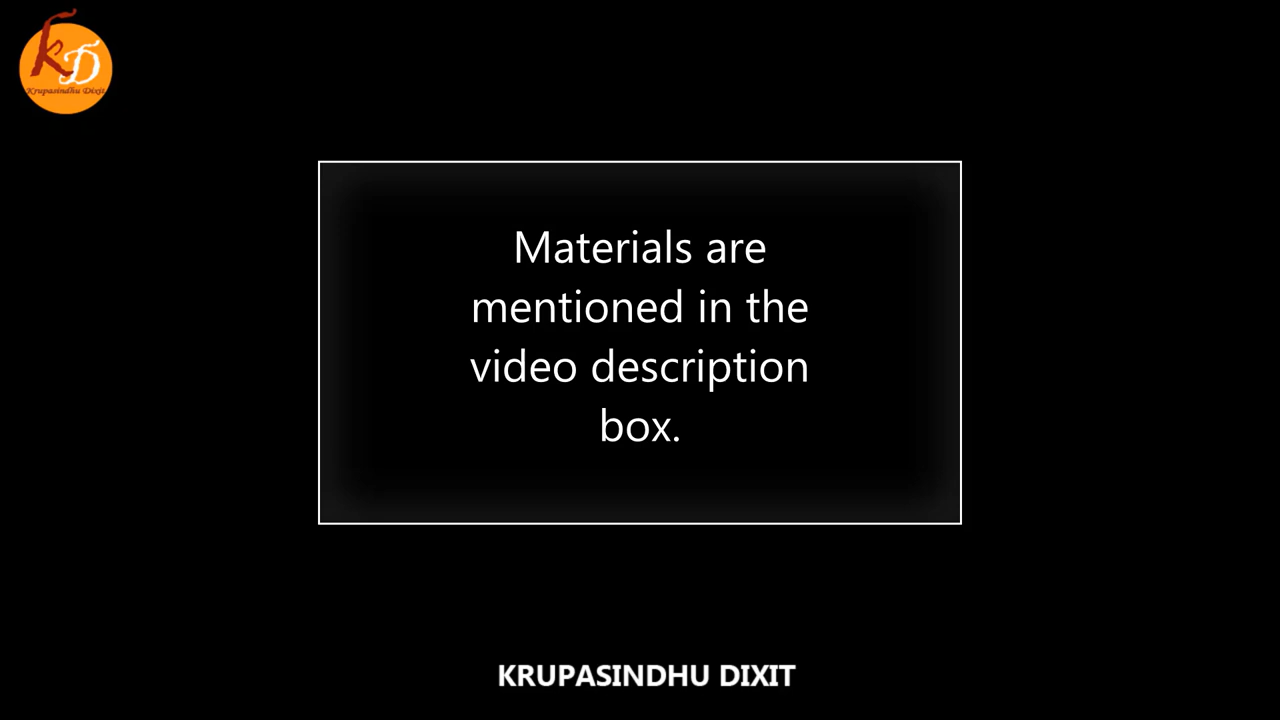 KD
Krupasindhu Dixit
Materials are
mentioned in the
video description
box.
KRUPASINDHU DIXIT